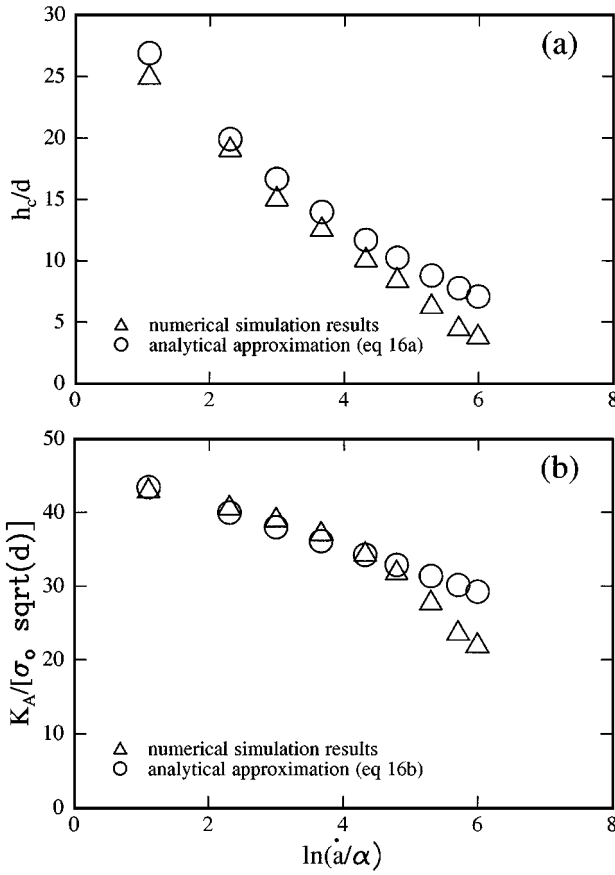 30
(a)
25
20
h_c/d
15
10
5
△ numerical simulation results
○ analytical approximation (eq 16a)
0
0 2 4 6 8
50
(b)
40
K_A/[σ_o sqrt(d)]
30
20
10
△ numerical simulation results
○ analytical approximation (eq 16b)
0
0 2 4 6 8
ln(ȧ/α)